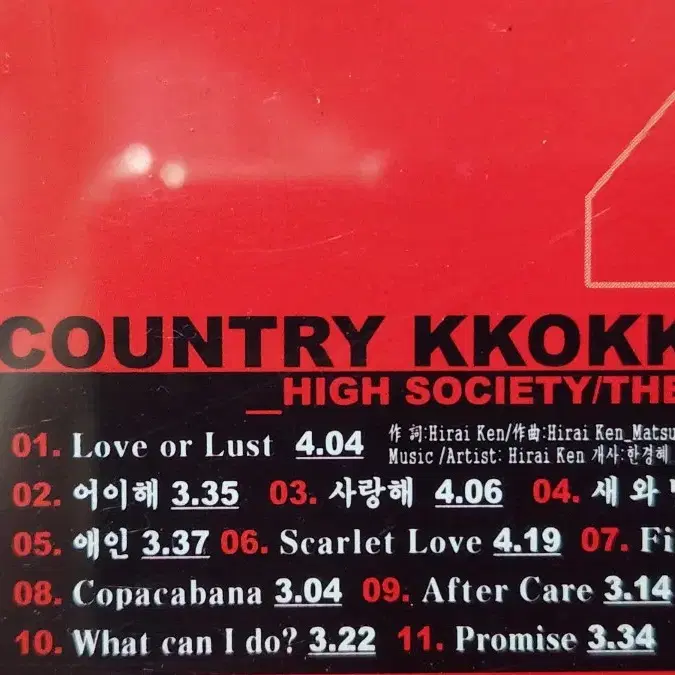 COUNTRY KKOKK
_HIGH SOCIETY/THE
01. Love or Lust 4.04 作詞:Hirai Ken/作曲:Hirai Ken_Matsu
Music /Artist: Hirai Ken 개사:한경혜
02. 어이해 3.35 03. 사랑해 4.06 04. 새 와
05. 애인 3.37 06. Scarlet Love 4.19 07. Fi
08. Copacabana 3.04 09. After Care 3.14
10. What can I do? 3.22 11. Promise 3.34